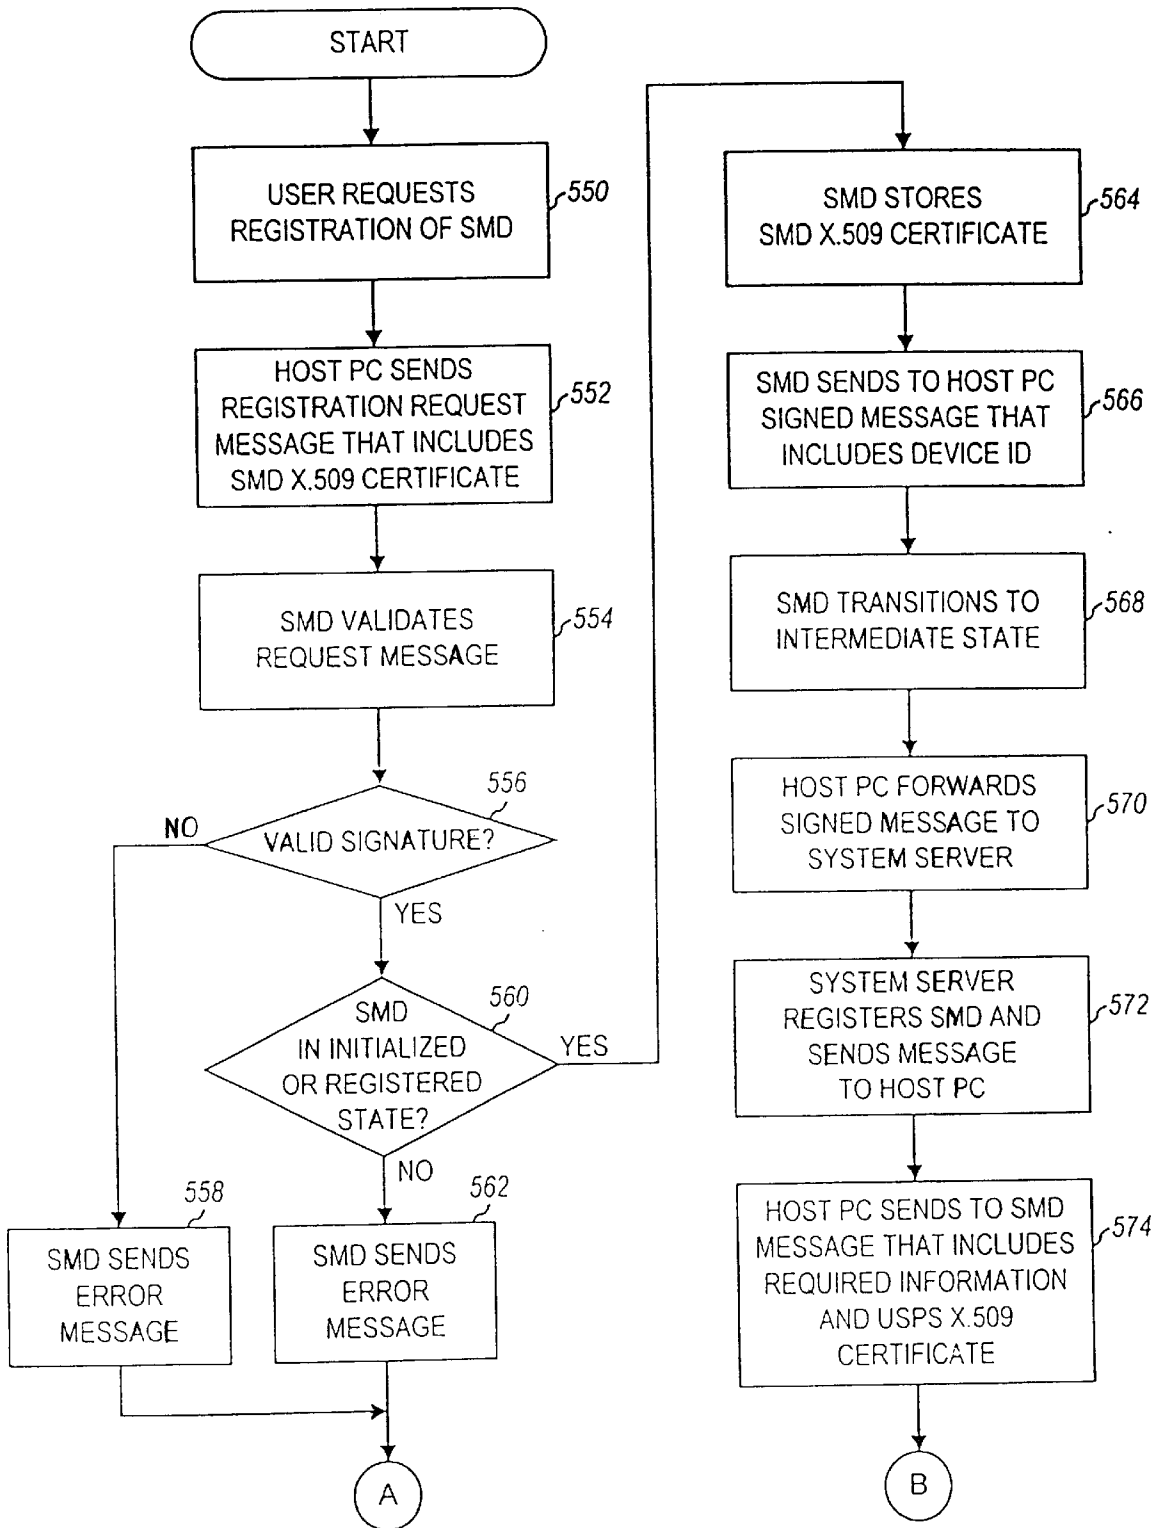 START
USER REQUESTS
REGISTRATION OF SMD
550
HOST PC SENDS
REGISTRATION REQUEST
MESSAGE THAT INCLUDES
SMD X.509 CERTIFICATE
552
SMD VALIDATES
REQUEST MESSAGE
554
VALID SIGNATURE?
556
NO
YES
SMD
IN INITIALIZED
OR REGISTERED
STATE?
560
YES
NO
SMD SENDS
ERROR
MESSAGE
558
SMD SENDS
ERROR
MESSAGE
562
A
SMD STORES
SMD X.509 CERTIFICATE
564
SMD SENDS TO HOST PC
SIGNED MESSAGE THAT
INCLUDES DEVICE ID
566
SMD TRANSITIONS TO
INTERMEDIATE STATE
568
HOST PC FORWARDS
SIGNED MESSAGE TO
SYSTEM SERVER
570
SYSTEM SERVER
REGISTERS SMD AND
SENDS MESSAGE
TO HOST PC
572
HOST PC SENDS TO SMD
MESSAGE THAT INCLUDES
REQUIRED INFORMATION
AND USPS X.509
CERTIFICATE
574
B